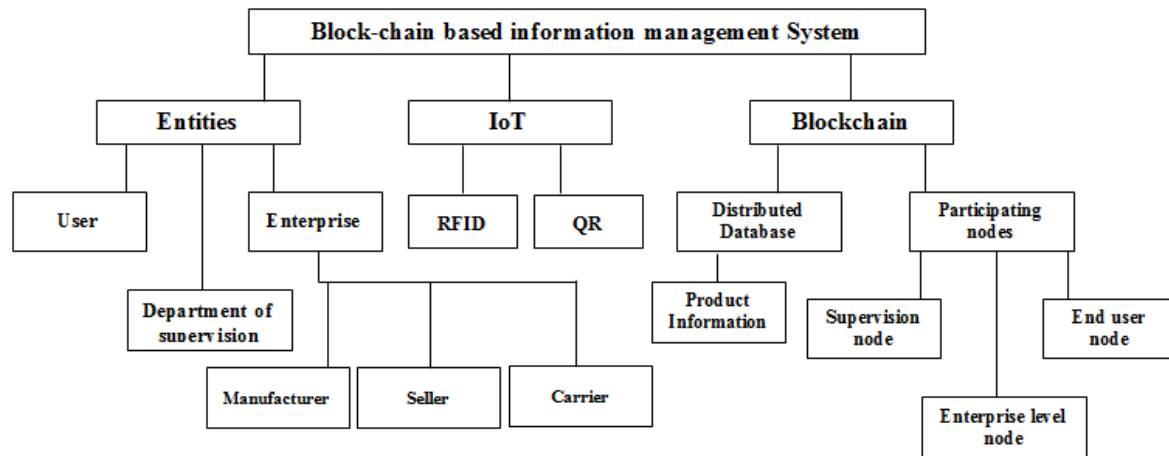 Block-chain based information management System
Entities
IoT
Blockchain
User
Enterprise
RFID
QR
Distributed
Database
Participating
nodes
Department of
supervision
Product
Information
Supervision
node
End user
node
Manufacturer
Seller
Carrier
Enterprise level
node